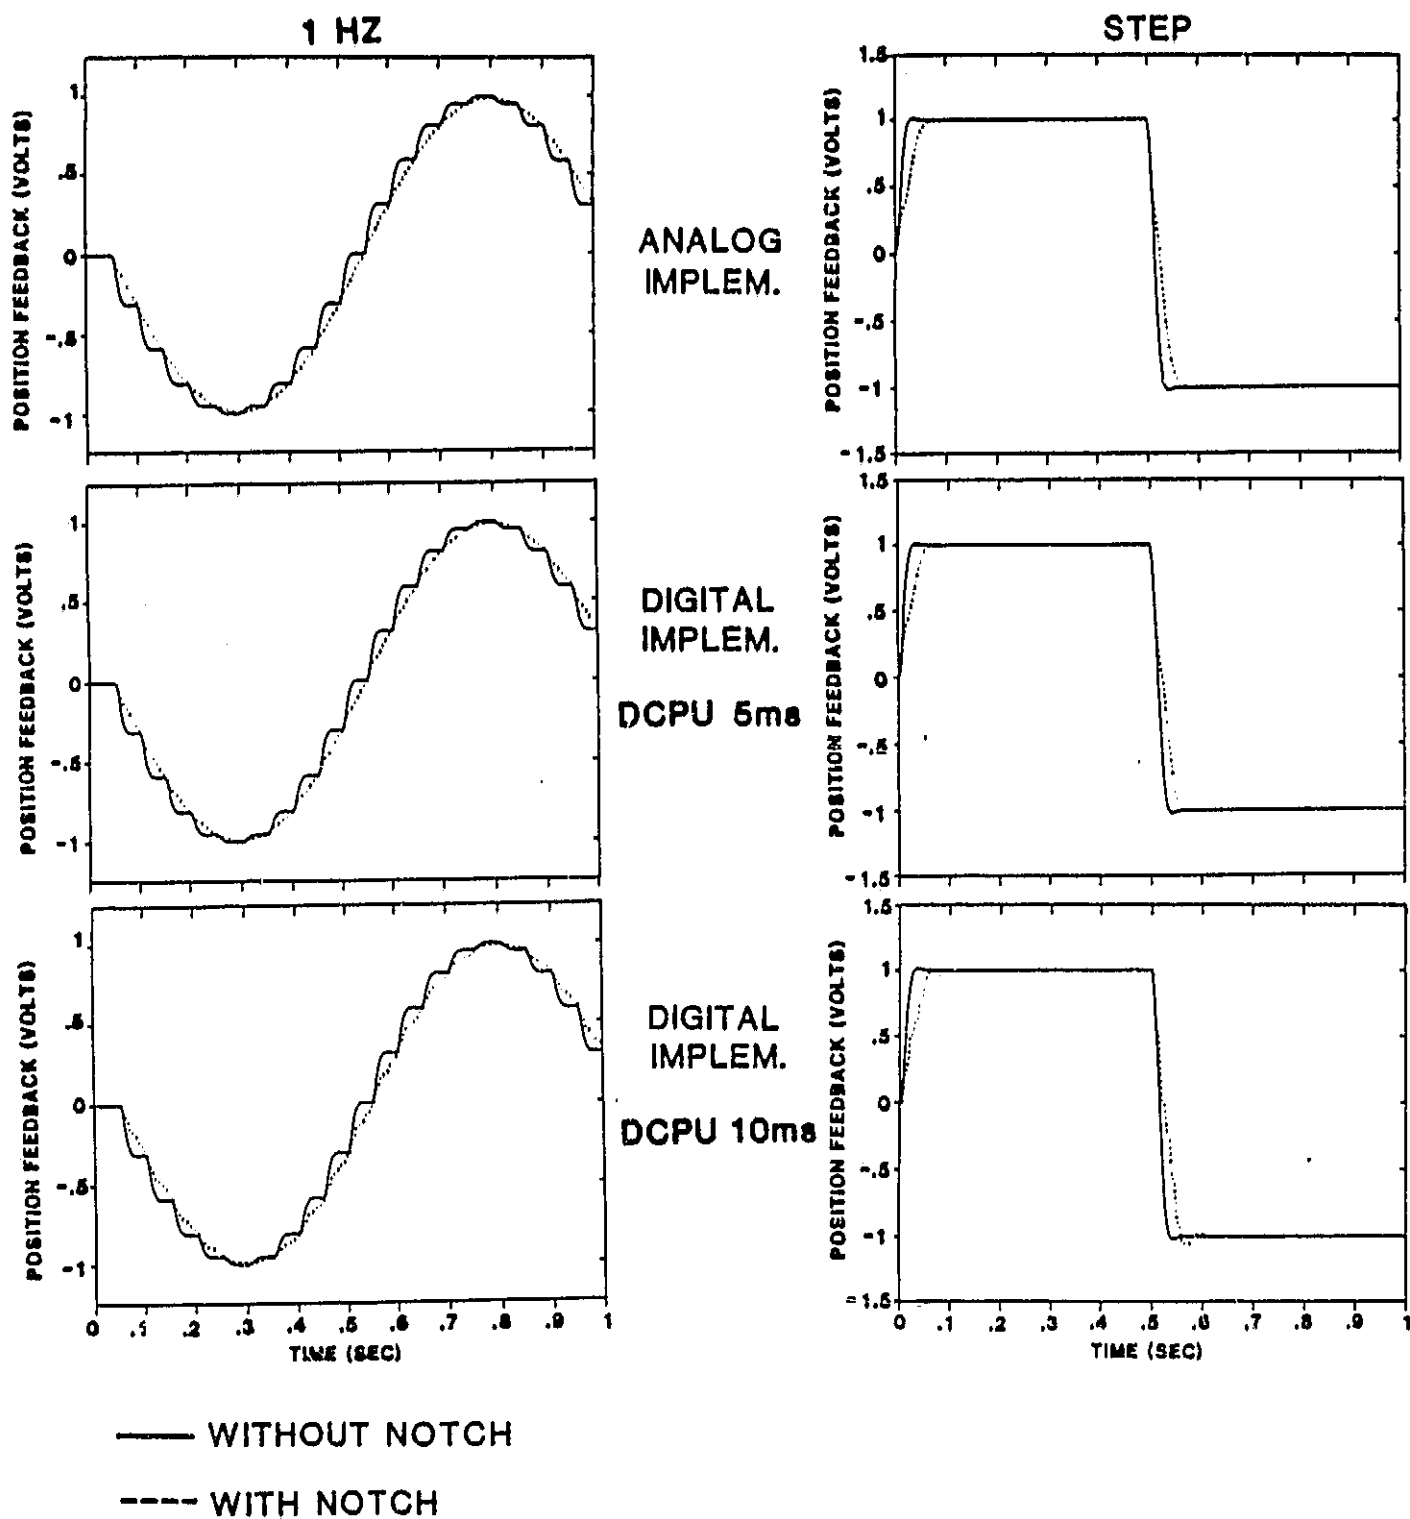 1 HZ
STEP
POSITION FEEDBACK (VOLTS)
1
.5
0
-.5
-1
ANALOG
IMPLEM.
POSITION FEEDBACK (VOLTS)
1.5
1
.5
0
-.5
-1
-1.5
POSITION FEEDBACK (VOLTS)
1
.5
0
-.5
-1
DIGITAL
IMPLEM.
DCPU 5ms
POSITION FEEDBACK (VOLTS)
1.5
1
.5
0
-.5
-1
-1.5
POSITION FEEDBACK (VOLTS)
1
.5
0
-.5
-1
0 .1 .2 .3 .4 .5 .6 .7 .8 .9 1
TIME (SEC)
DIGITAL
IMPLEM.
DCPU 10ms
POSITION FEEDBACK (VOLTS)
1.5
1
.5
0
-.5
-1
-1.5
0 .1 .2 .3 .4 .5 .6 .7 .8 .9 1
TIME (SEC)
WITHOUT NOTCH
WITH NOTCH